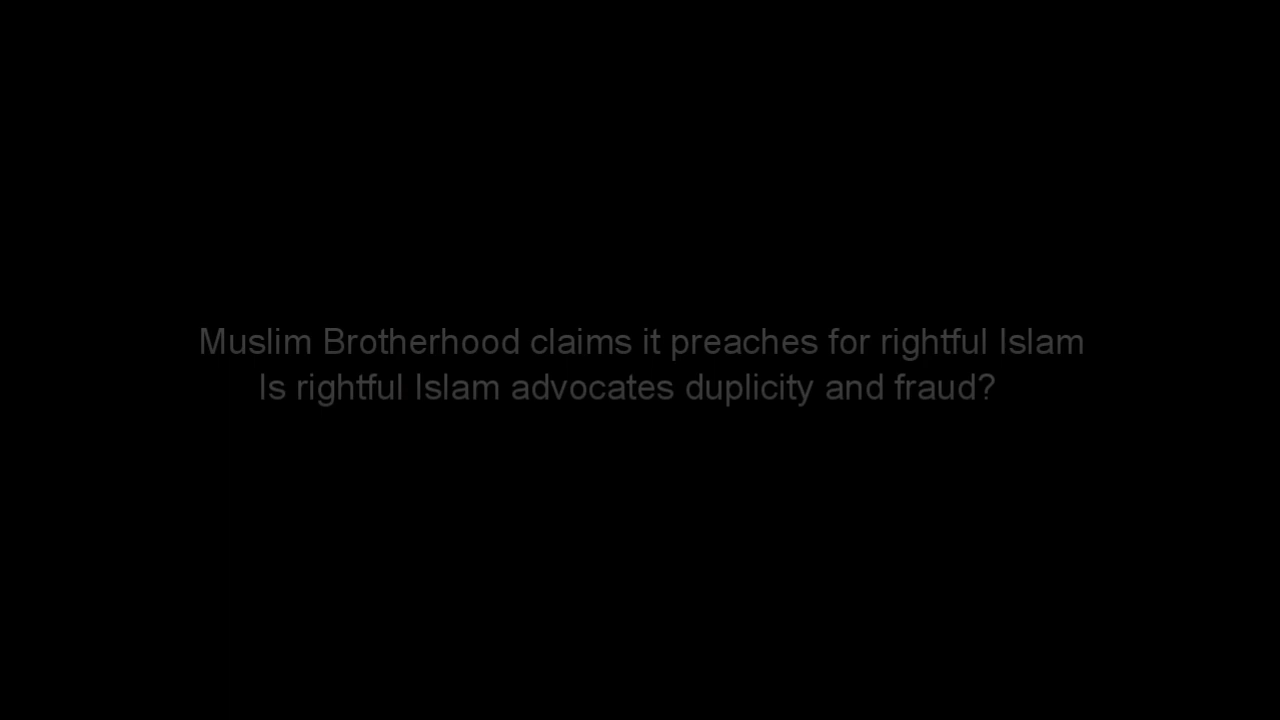 Muslim Brotherhood claims it preaches for rightful Islam
Is rightful Islam advocates duplicity and fraud?